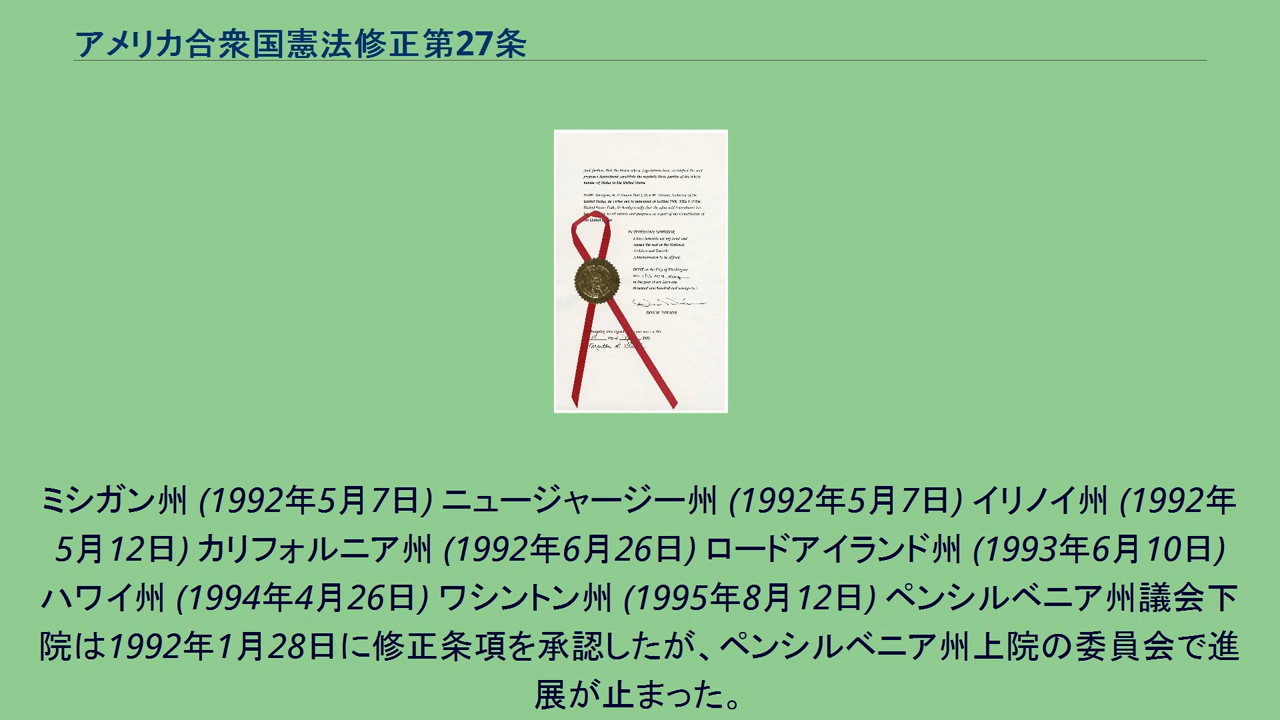 アメリカ合衆国憲法修正第27条
ミシガン州 (1992年5月7日) ニュージャージー州 (1992年5月7日) イリノイ州 (1992年
5月12日) カリフォルニア州 (1992年6月26日) ロードアイランド州 (1993年6月10日)
ハワイ州 (1994年4月26日) ワシントン州 (1995年8月12日) ペンシルベニア州議会下
院は1992年1月28日に修正条項を承認したが、ペンシルベニア州上院の委員会で進
展が止まった。